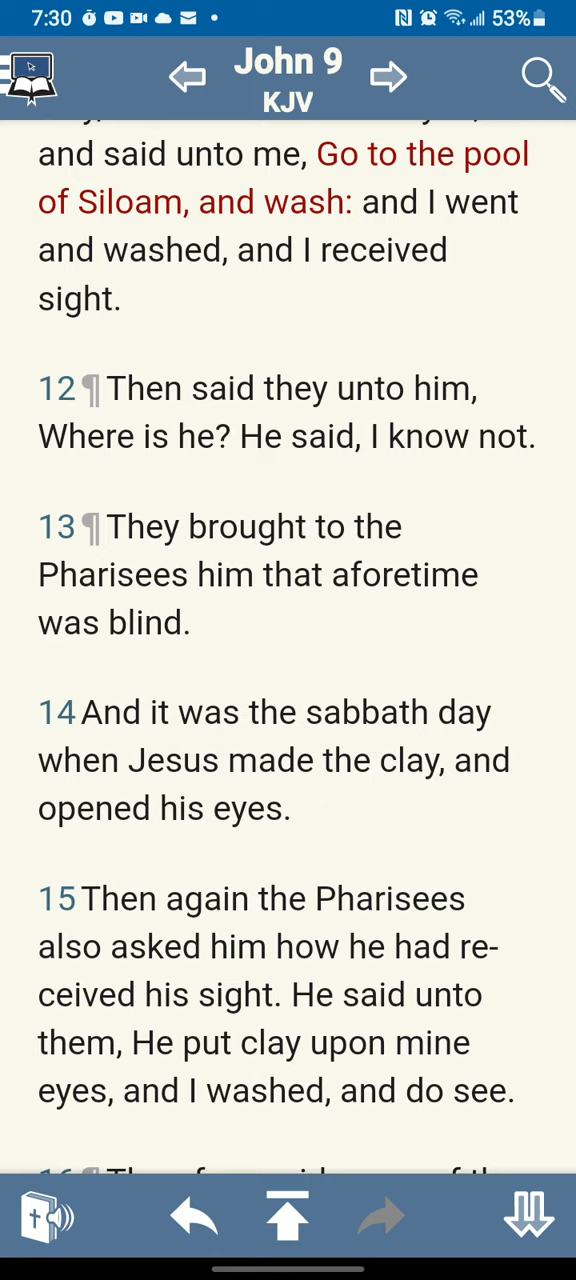 7:30
53%
John 9
KJV
and said unto me, Go to the pool
of Siloam, and wash: and I went
and washed, and I received
sight.
12 ¶ Then said they unto him,
Where is he? He said, I know not.
13 ¶ They brought to the
Pharisees him that aforetime
was blind.
14 And it was the sabbath day
when Jesus made the clay, and
opened his eyes.
15 Then again the Pharisees
also asked him how he had re-
ceived his sight. He said unto
them, He put clay upon mine
eyes, and I washed, and do see.